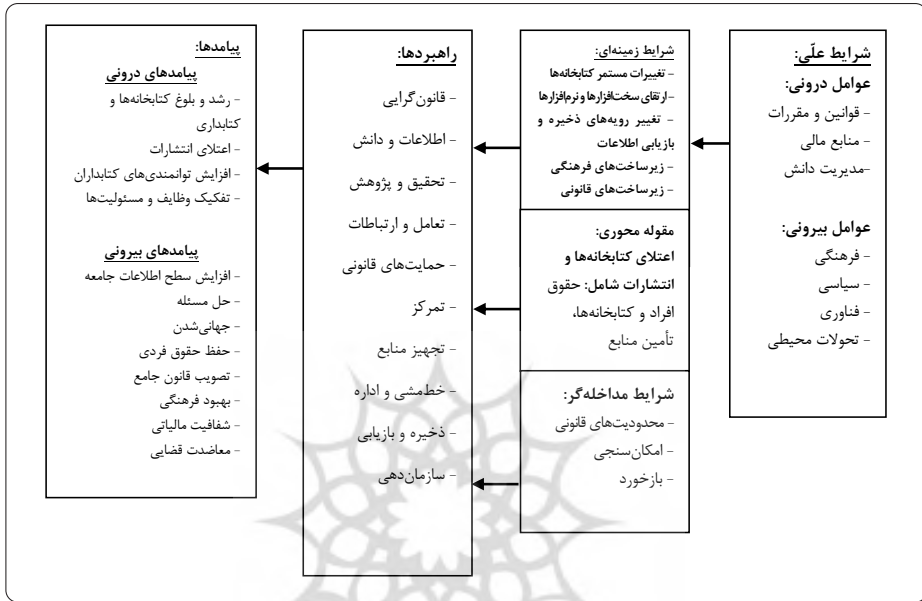 شرایط علّی:
عوامل درونی:
- قوانین و مقررات
- منابع مالی
-مدیریت دانش
عوامل بیرونی:
- فرهنگی
- سیاسی
- فناوری
- تحولات محیطی
شرایط زمینه‌ای:
- تغییرات مستمر کتابخانه‌ها
-ارتقای سخت‌افزارها و نرم‌افزارها
- تغییر رویه‌های ذخیره و
بازیابی اطلاعات
- زیرساخت‌های فرهنگی
- زیرساخت‌های قانونی
مقوله محوری:
اعتلای کتابخانه‌ها و
انتشارات شامل: حقوق
افراد و کتابخانه‌ها،
تأمین منابع
شرایط مداخله‌گر:
- محدودیت‌های قانونی
- امکان‌سنجی
- بازخورد
راهبردها:
- قانون‌گرایی
- اطلاعات و دانش
- تحقیق و پژوهش
- تعامل و ارتباطات
- حمایت‌های قانونی
- تمرکز
- تجهیز منابع
- خط‌مشی و اداره
- ذخیره و بازیابی
- سازمان‌دهی
پیامدها:
پیامدهای درونی
- رشد و بلوغ کتابخانه‌ها و
کتابداری
- اعتلای انتشارات
- افزایش توانمندی‌های کتابداران
- تفکیک وظایف و مسئولیت‌ها
پیامدهای بیرونی
- افزایش سطح اطلاعات جامعه
- حل مسئله
- جهانی‌شدن
- حفظ حقوق فردی
- تصویب قانون جامع
- بهبود فرهنگی
- شفافیت مالیاتی
- معاضدت قضایی